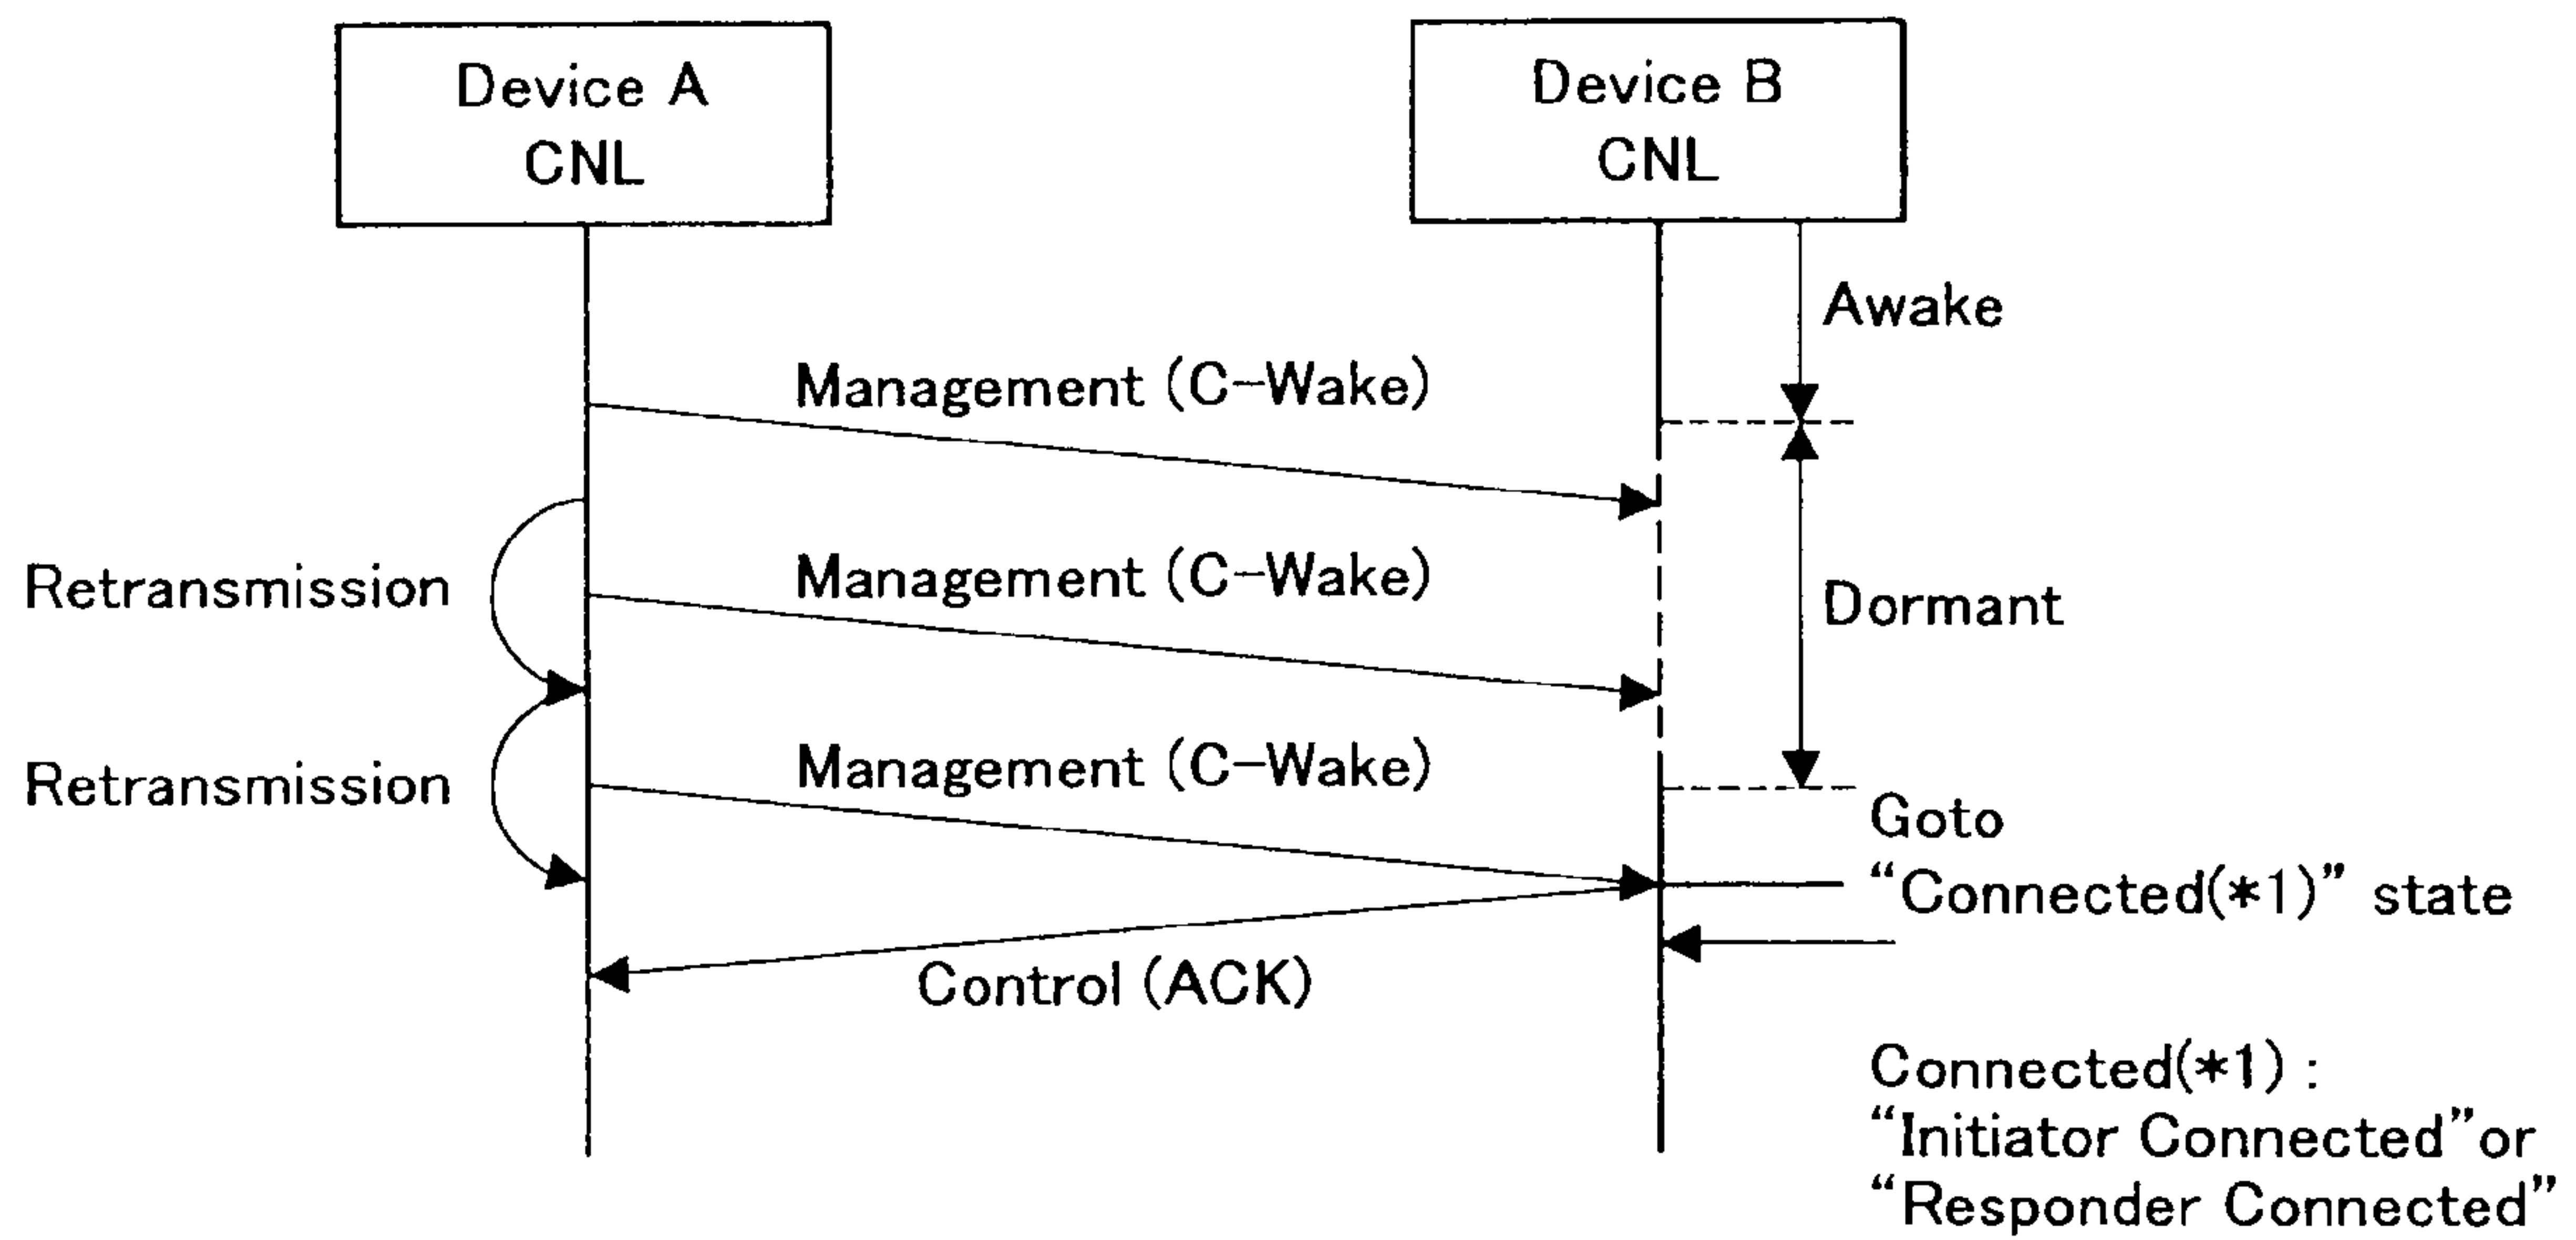 Device A
CNL
Device B
CNL
Awake
Management (C-Wake)
Retransmission
Management (C-Wake)
Dormant
Retransmission
Management (C-Wake)
Goto
“Connected(*1)” state
Control (ACK)
Connected(*1) :
“Initiator Connected”or
“Responder Connected”